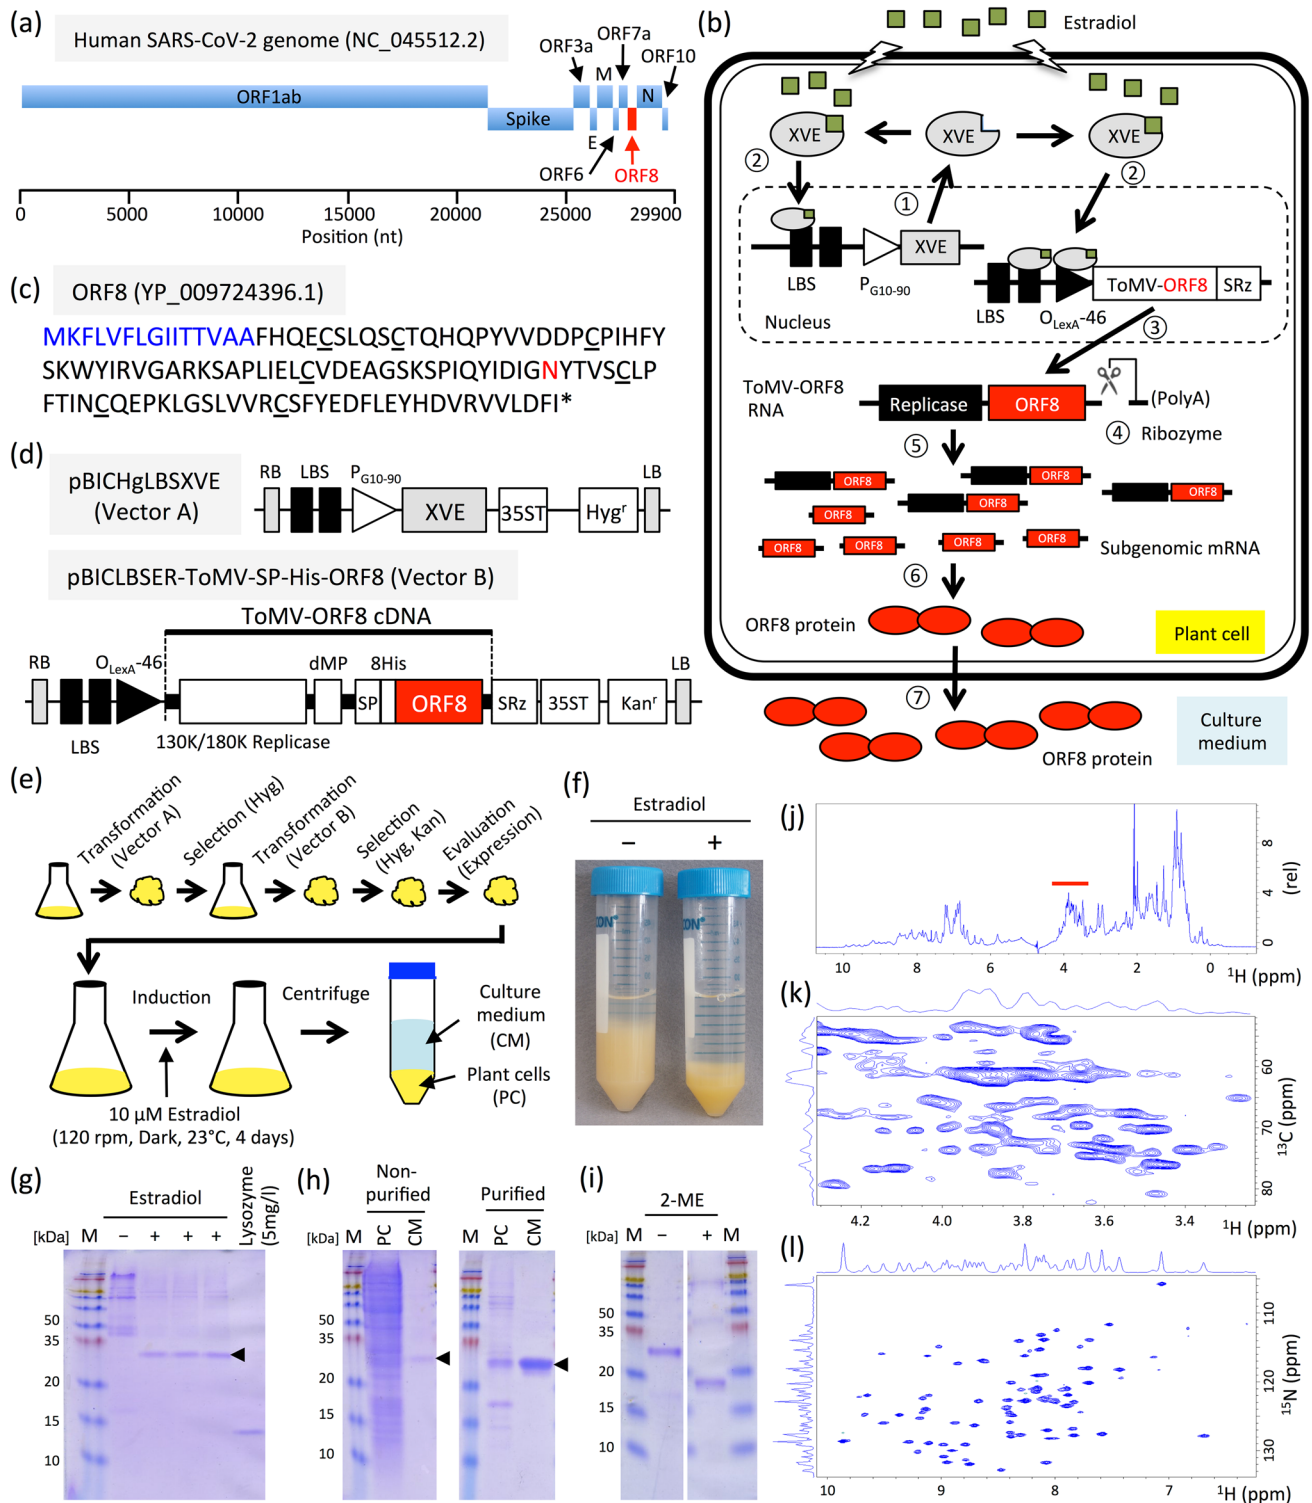 (a)
Human SARS-CoV-2 genome (NC_045512.2)
ORF3a
ORF7a
M
ORF10
ORF1ab
N
Spike
E
ORF6
ORF8
0 5000 10000 15000 20000 25000 29900
Position (nt)
(b)
Estradiol
XVE
XVE
XVE
②
②
①
XVE
LBS
PG10-90
Nucleus
LBS
OLexA-46
ToMV-ORF8
SRz
③
ToMV-ORF8
RNA
Replicase
ORF8
(PolyA)
④ Ribozyme
⑤
ORF8
ORF8
ORF8
ORF8
ORF8
ORF8
ORF8
ORF8
ORF8
Subgenomic mRNA
⑥
ORF8 protein
Plant cell
⑦
ORF8 protein
Culture
medium
(c)
ORF8 (YP_009724396.1)
MKFLVFLGIITTVAAFHQECSLQSCTQHQPYVVDDPCPIHFY
SKWYIRVGARKSAPLIELCVDEAGSKSPIQYIDIGNYTVSCLP
FTINCQEPKLGSLVVRCSFYEDFLEYHDVRVVLDFI*
(d)
pBICHgLBSXVE
(Vector A)
RB
LBS
PG10-90
LB
XVE
35ST
Hygr
pBICLBSER-ToMV-SP-His-ORF8 (Vector B)
ToMV-ORF8 cDNA
RB
OLexA-46
dMP
8His
LB
SP
ORF8
SRz
35ST
Kanr
LBS
130K/180K Replicase
(e)
Transformation
(Vector A)
Selection (Hyg)
Transformation
(Vector B)
Selection
(Hyg, Kan)
Evaluation
(Expression)
Induction
Centrifuge
Culture
medium
(CM)
Plant cells
(PC)
10 μM Estradiol
(120 rpm, Dark, 23°C, 4 days)
(f)
Estradiol
− +
(g)
Estradiol
Lysozyme
(5mg/l)
[kDa] M − + + +
50
35
20
15
10
(h)
Non-
purified
Purified
[kDa] M PC CM M PC CM
50
35
20
15
10
(i)
2-ME
[kDa] M − + M
50
35
20
15
10
(j)
8
4
0
(rel)
10 8 6 4 2 0
1H (ppm)
(k)
60
70
80
13C (ppm)
4.2 4.0 3.8 3.6 3.4
1H (ppm)
(l)
110
120
130
15N (ppm)
10 9 8 7
1H (ppm)